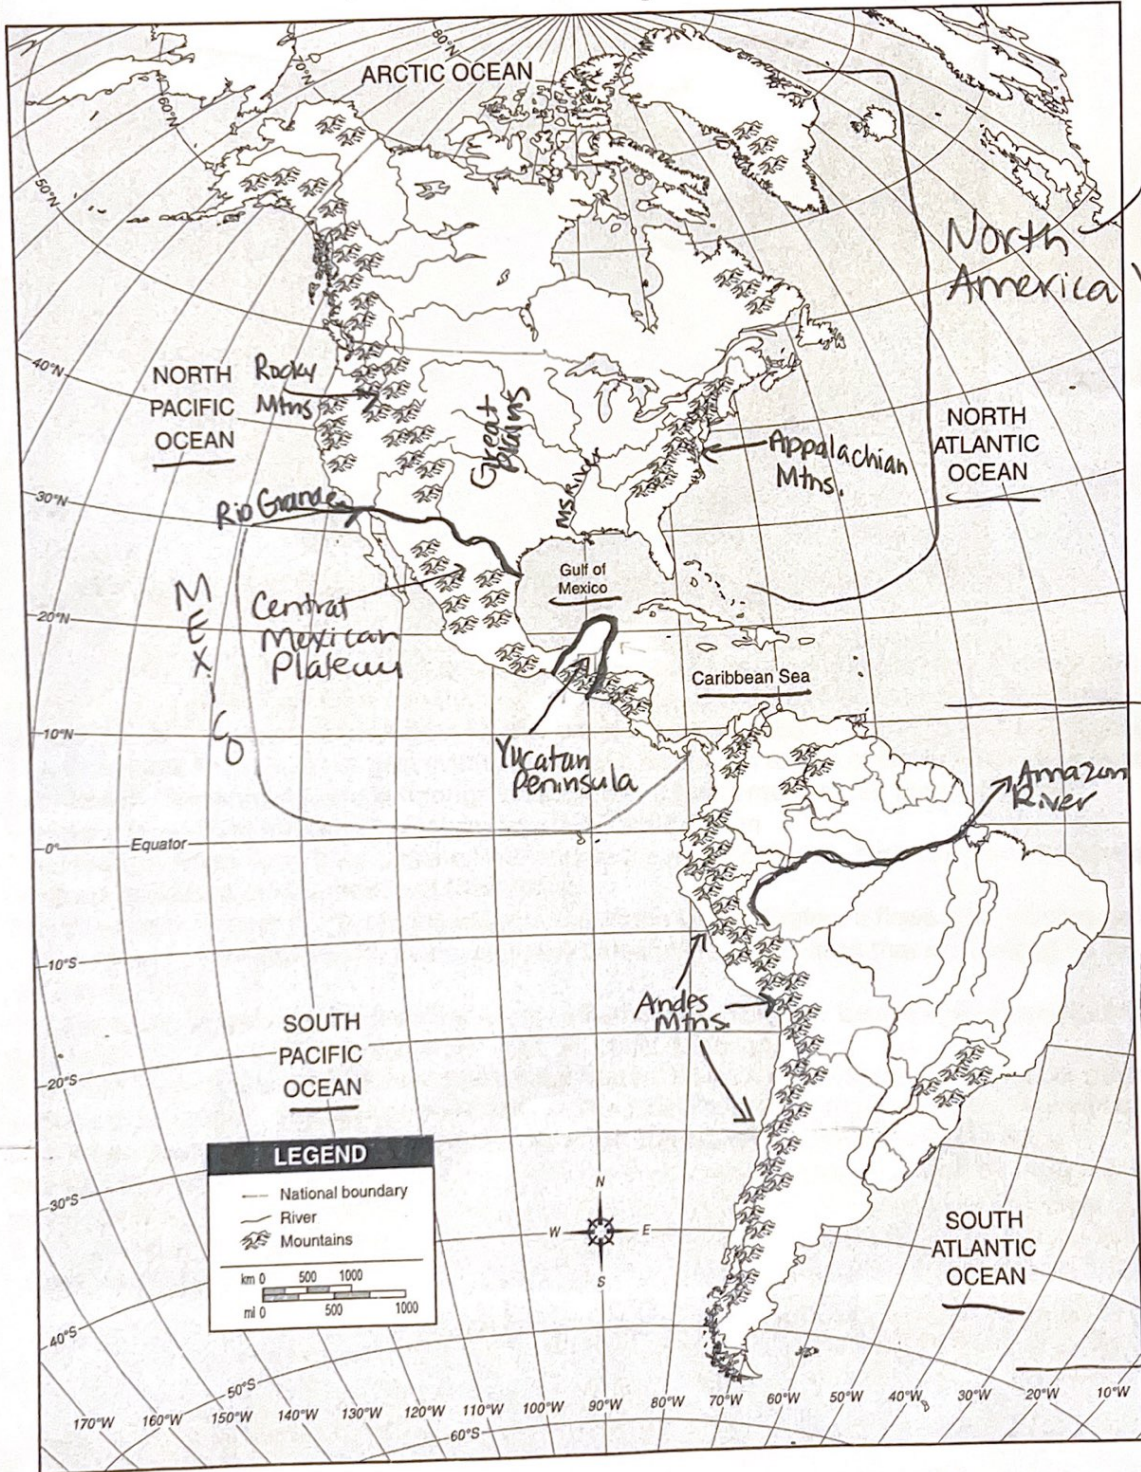 80°N
70°N
60°N
50°N
ARCTIC OCEAN
North
America
40°N
NORTH
PACIFIC
OCEAN
Rocky
Mtns
Great
Plains
NORTH
ATLANTIC
OCEAN
Appalachian
Mtns.
MS. River
30°N
Rio Grande
Gulf of
Mexico
MEXICO
20°N
Central
Mexican
Plateau
Caribbean Sea
10°N
Yucatan
Peninsula
Amazon
River
0°
Equator
10°S
Andes
Mtns.
SOUTH
PACIFIC
OCEAN
20°S
LEGEND
National boundary
River
Mountains
km 0 500 1000
mi 0 500 1000
N
W E
S
30°S
SOUTH
ATLANTIC
OCEAN
40°S
50°S
60°S
170°W 160°W 150°W 140°W 130°W 120°W 110°W 100°W 90°W 80°W 70°W 60°W 50°W 40°W 30°W 20°W 10°W